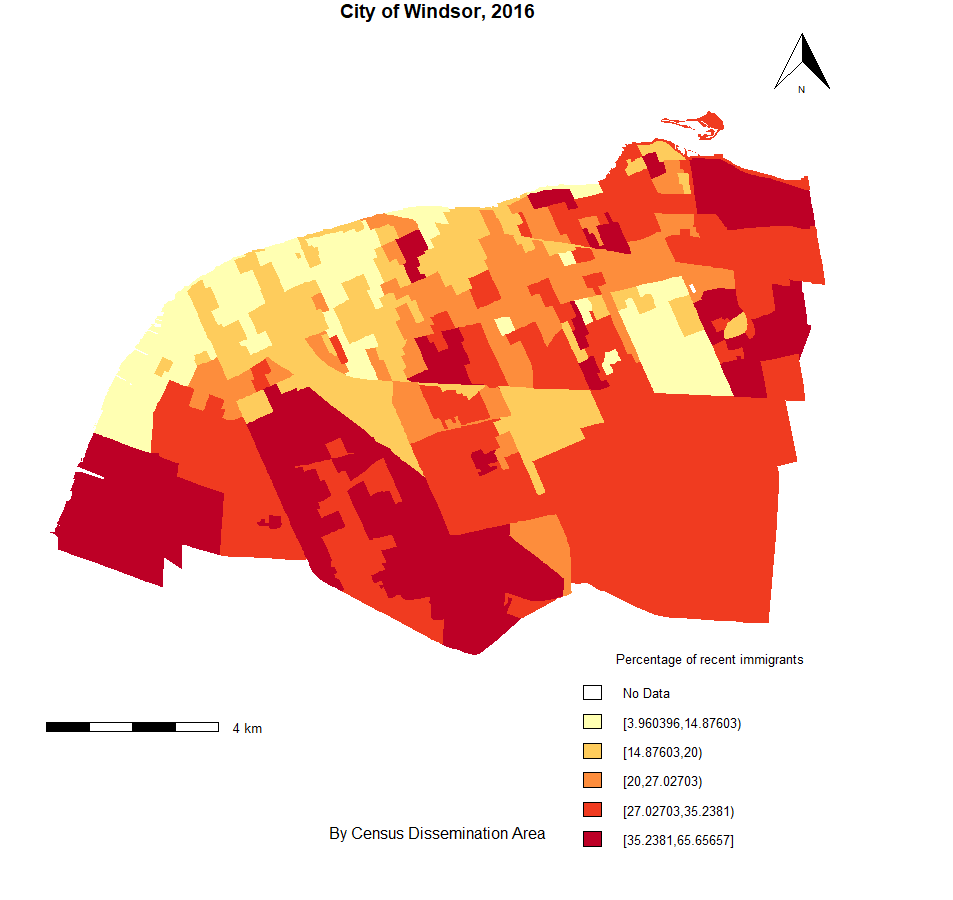 City of Windsor, 2016
N
Percentage of recent immigrants
No Data
[3.960396,14.87603)
[14.87603,20)
4 km
[20,27.02703)
[27.02703,35.2381)
By Census Dissemination Area
[35.2381,65.65657]